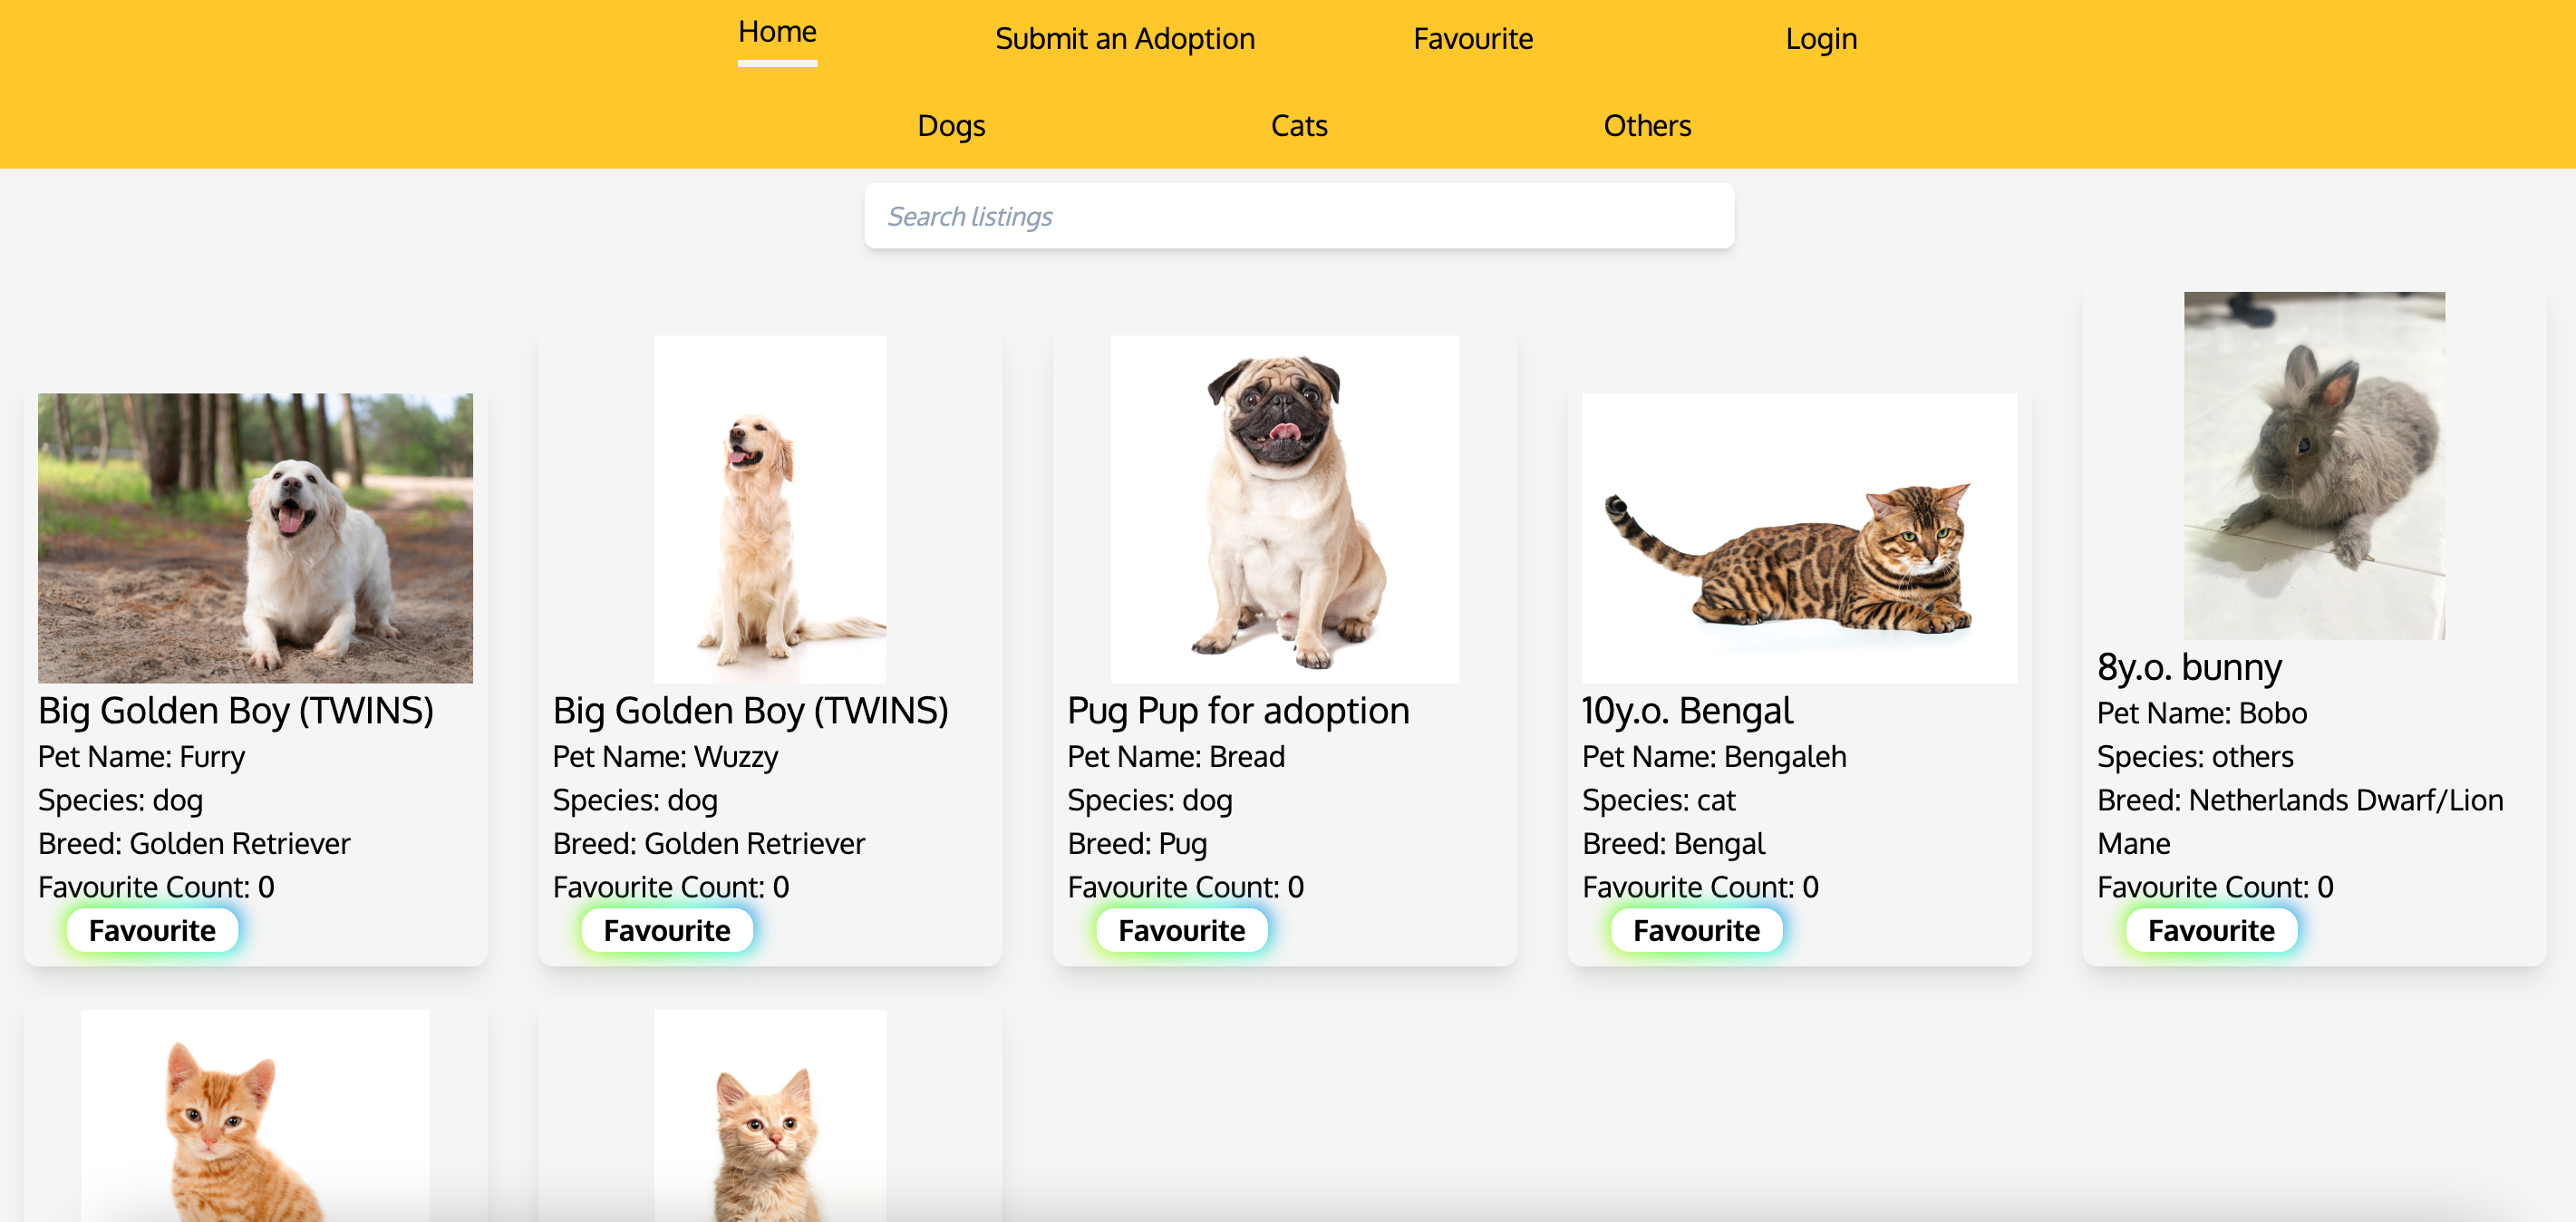 Home
Submit an Adoption
Favourite
Login
Dogs
Cats
Others
Search listings
Big Golden Boy (TWINS)
Pet Name: Furry
Species: dog
Breed: Golden Retriever
Favourite Count: 0
Favourite
Big Golden Boy (TWINS)
Pet Name: Wuzzy
Species: dog
Breed: Golden Retriever
Favourite Count: 0
Favourite
Pug Pup for adoption
Pet Name: Bread
Species: dog
Breed: Pug
Favourite Count: 0
Favourite
10y.o. Bengal
Pet Name: Bengaleh
Species: cat
Breed: Bengal
Favourite Count: 0
Favourite
8y.o. bunny
Pet Name: Bobo
Species: others
Breed: Netherlands Dwarf/Lion
Mane
Favourite Count: 0
Favourite